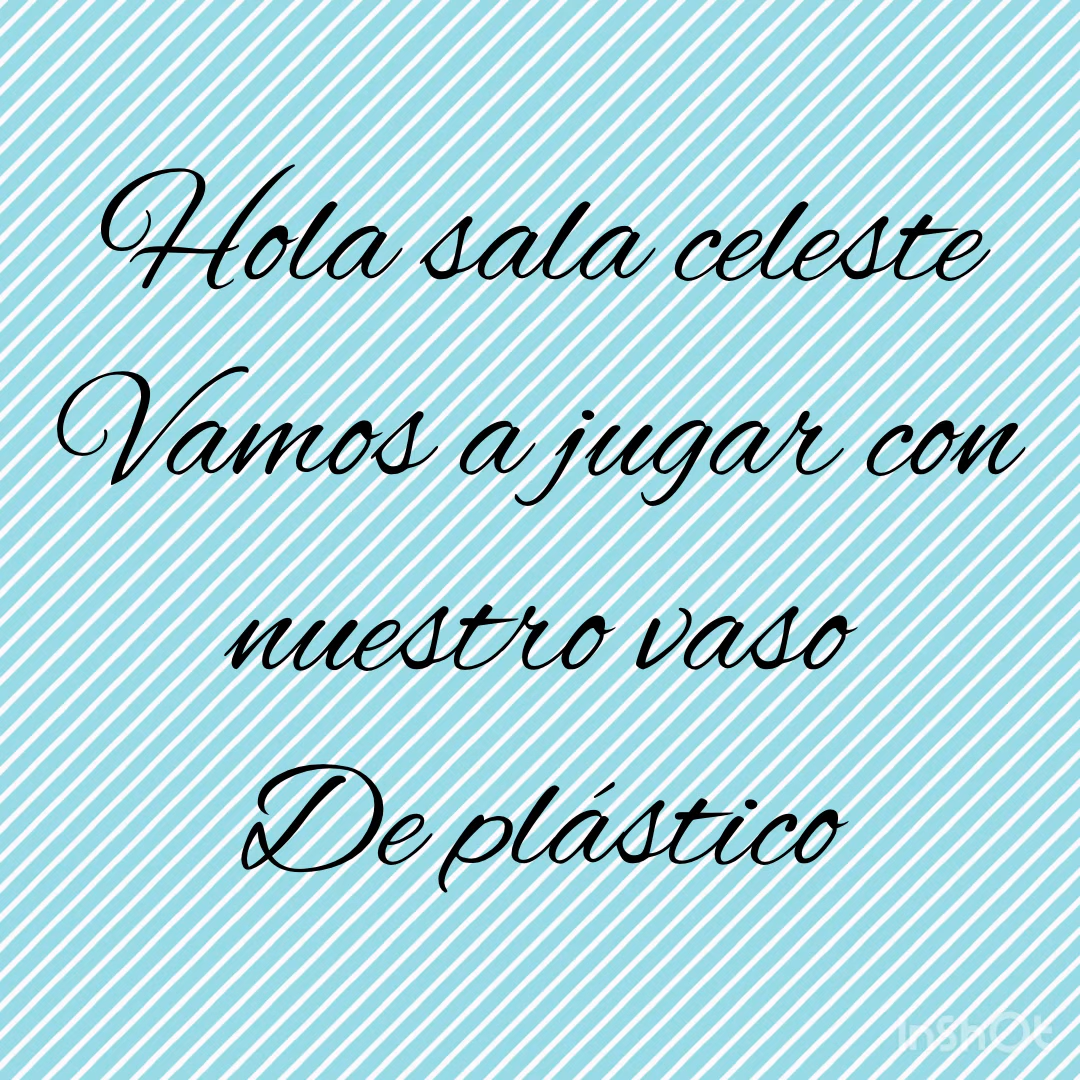 Hola sala celeste
Vamos a jugar con
nuestro vaso
De plástico
InShOt